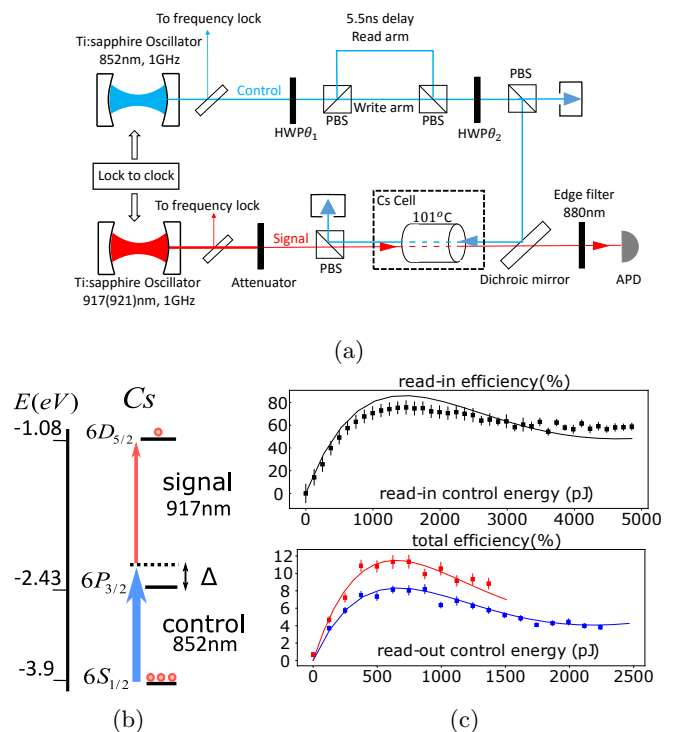 To frequency lock
Ti:sapphire Oscillator
852nm, 1GHz
5.5ns delay
Read arm
Control
Write arm
PBS
HWPθ₁
PBS
PBS
HWPθ₂
Lock to clock
To frequency lock
Cs Cell
101°C
Edge filter
880nm
Signal
PBS
Ti:sapphire Oscillator
917(921)nm, 1GHz
Attenuator
Dichroic mirror
APD
(a)
E(eV)
Cs
-1.08
6D₅/₂
signal
917nm
-2.43
6P₃/₂
Δ
control
852nm
-3.9
6S₁/₂
(b)
read-in efficiency(%)
80
60
40
20
0
read-in control energy (pJ)
0 1000 2000 3000 4000 5000
total efficiency(%)
12
10
8
6
4
2
0
read-out control energy (pJ)
0 500 1000 1500 2000 2500
(c)